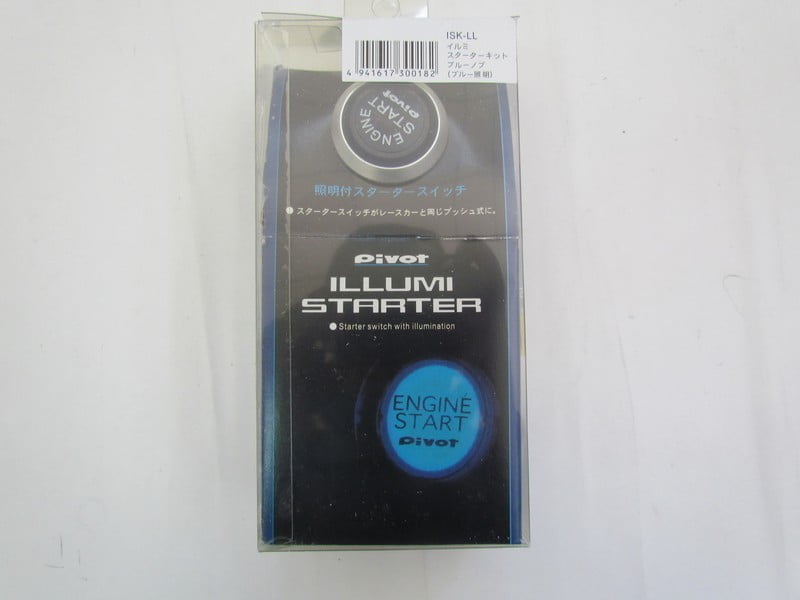 ISK-LL
イルミ
スターターキット
ブルーノブ
(ブルー照明)
4 941617 300182
ENGINE
START
pivot
照明付スタータースイッチ
●スタータースイッチがレースカーと同じプッシュ式に。
pivot
ILLUMI
STARTER
●Starter switch with illumination
ENGINE
START
pivot